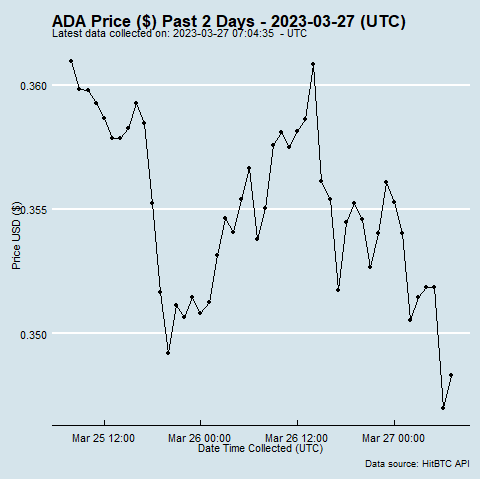 ADA Price ($) Past 2 Days - 2023-03-27 (UTC)
Latest data collected on: 2023-03-27 07:04:35 - UTC
0.360
0.355
0.350
Price USD ($)
Mar 25 12:00
Mar 26 00:00
Mar 26 12:00
Mar 27 00:00
Date Time Collected (UTC)
Data source: HitBTC API